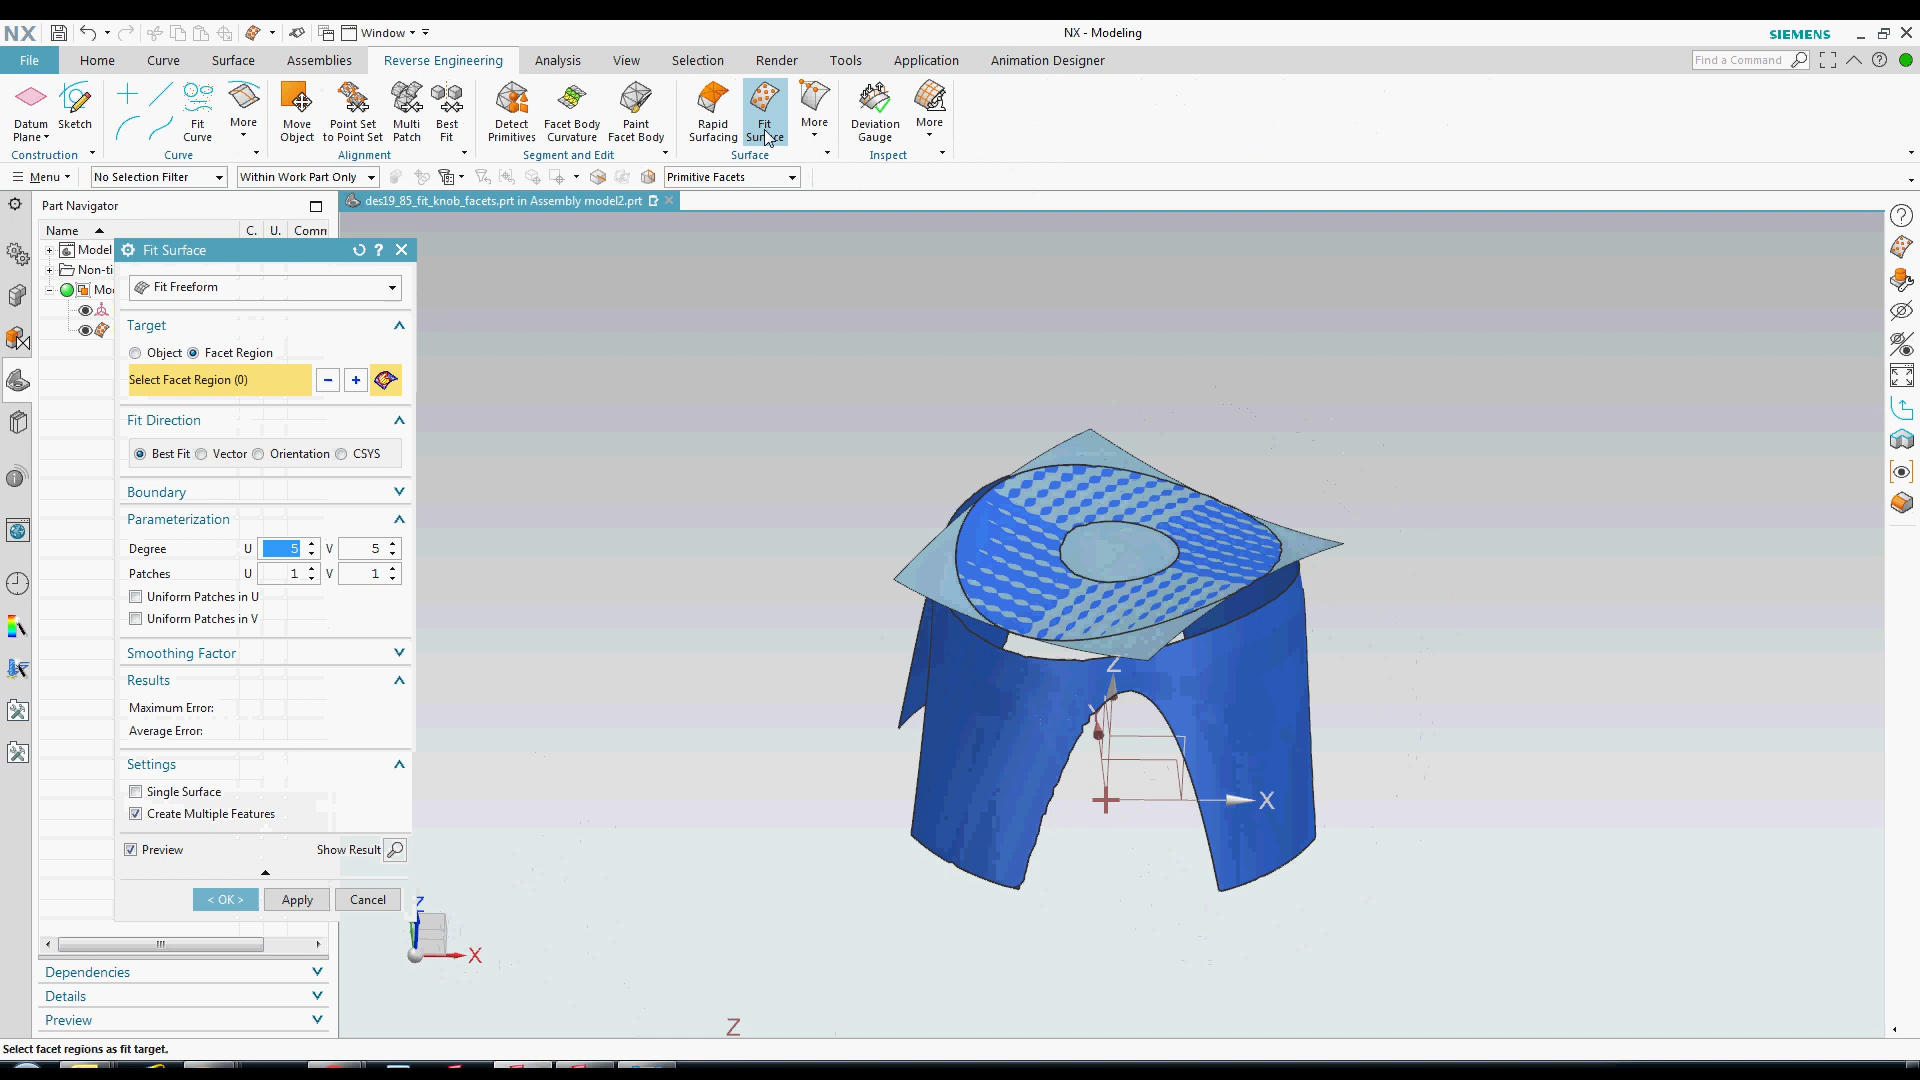 NX
Window
NX - Modeling
SIEMENS
File
Home
Curve
Surface
Assemblies
Reverse Engineering
Analysis
View
Selection
Render
Tools
Application
Animation Designer
Find a Command
Datum Plane
Sketch
Fit Curve
More
Move Object
Point Set to Point Set
Multi Patch
Best Fit
Detect Primitives
Facet Body Curvature
Paint Facet Body
Rapid Surfacing
Fit Surface
More
Deviation Gauge
More
Construction
Curve
Alignment
Segment and Edit
Surface
Inspect
Menu
No Selection Filter
Within Work Part Only
Primitive Facets
Part Navigator
des19_85_fit_knob_facets.prt in Assembly model2.prt
Name
C.
U.
Comn
Model
Non-ti
Mo
Fit Surface
Fit Freeform
Target
Object
Facet Region
Select Facet Region (0)
Fit Direction
Best Fit
Vector
Orientation
CSYS
Boundary
Parameterization
Degree U 5 V 5
Patches U 1 V 1
Uniform Patches in U
Uniform Patches in V
Smoothing Factor
Results
Maximum Error:
Average Error:
Settings
Single Surface
Create Multiple Features
Preview
Show Result
< OK >
Apply
Cancel
Z
X
Z
X
Z
Dependencies
Details
Preview
Select facet regions as fit target.